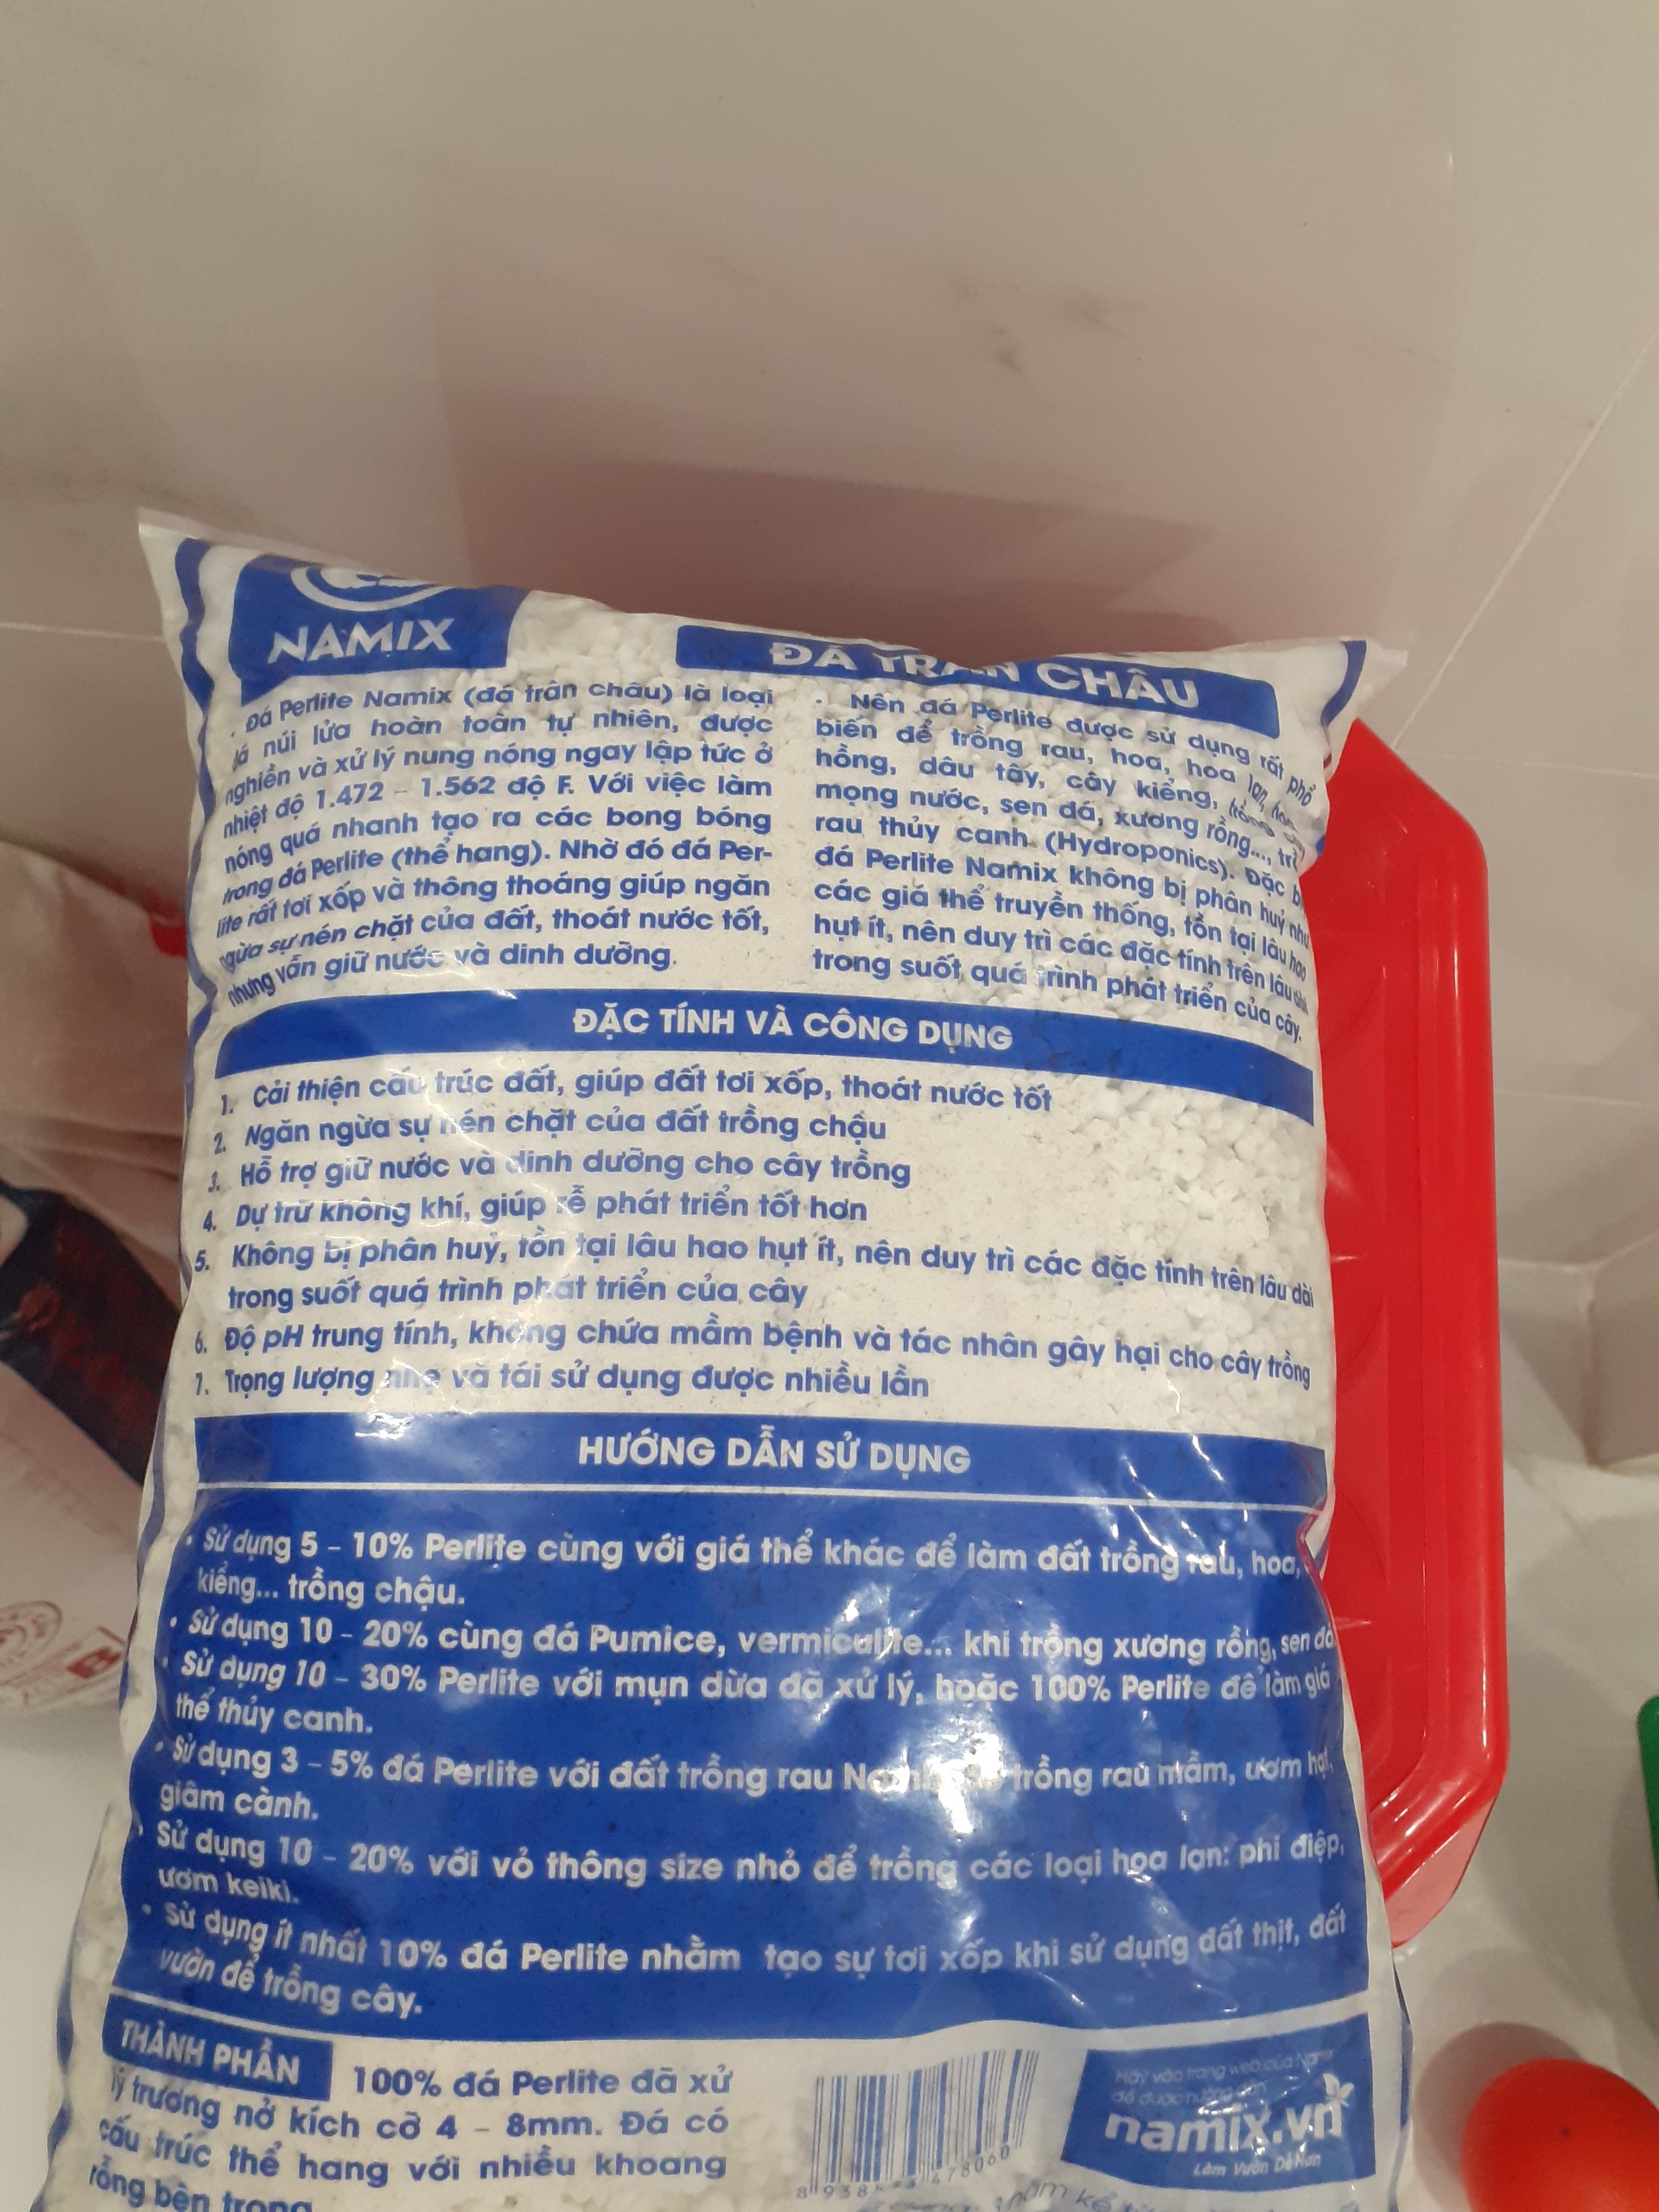 NAMIX
ĐÁ TRÂN CHÂU
· Đá Perlite Namix (đá trân châu) là loại
đá núi lửa hoàn toàn tự nhiên, được
nghiền và xử lý nung nóng ngay lập tức ở
nhiệt độ 1.472 - 1.562 độ F. Với việc làm
nóng quá nhanh tạo ra các bong bóng
trong đá Perlite (thể hang). Nhờ đó đá Per-
lite rất tơi xốp và thông thoáng giúp ngăn
ngừa sự nén chặt của đất, thoát nước tốt,
nhưng vẫn giữ nước và dinh dưỡng.
· Nên đá Perlite được sử dụng rất phổ
biến để trồng rau, hoa, hoa lan, hoa
hồng, dâu tây, cây kiểng, trồng
mọng nước, sen đá, xương rồng...,
rau thủy canh (Hydroponics). Đặc
đá Perlite Namix không bị phân huỷ như
các giá thể truyền thống, tồn tại lâu hao
hụt ít, nên duy trì các đặc tính trên lâu
trong suốt quá trình phát triển của cây.
ĐẶC TÍNH VÀ CÔNG DỤNG
1. Cải thiện cấu trúc đất, giúp đất tơi xốp, thoát nước tốt
2. Ngăn ngừa sự nén chặt của đất trồng chậu
3. Hỗ trợ giữ nước và dinh dưỡng cho cây trồng
4. Dự trữ không khí, giúp rễ phát triển tốt hơn
5. Không bị phân huỷ, tồn tại lâu hao hụt ít, nên duy trì các đặc tính trên lâu dài
trong suốt quá trình phát triển của cây
6. Độ pH trung tính, không chứa mầm bệnh và tác nhân gây hại cho cây trồng
7. Trọng lượng nhẹ và tái sử dụng được nhiều lần
HƯỚNG DẪN SỬ DỤNG
• Sử dụng 5 - 10% Perlite cùng với giá thể khác để làm đất trồng rau, hoa,
kiểng... trồng chậu.
• Sử dụng 10 - 20% cùng đá Pumice, vermiculite... khi trồng xương rồng, sen đá
• Sử dụng 10 - 30% Perlite với mụn dừa đã xử lý, hoặc 100% Perlite để làm giá
thể thủy canh.
• Sử dụng 3 - 5% đá Perlite với đất trồng rau trồng rau mầm, ươm hạt,
giâm cành.
Sử dụng 10 - 20% với vỏ thông size nhỏ để trồng các loại hoa lan: phi điệp,
ươm keiki.
• Sử dụng ít nhất 10% đá Perlite nhằm tạo sự tơi xốp khi sử dụng đất thịt, đất
vườn để trồng cây.
THÀNH PHẦN 100% đá Perlite đã xử
lý trương nở kích cỡ 4 - 8mm. Đá có
cấu trúc thể hang với nhiều khoang
rỗng bên trong
Hãy vào trang web của Namix
để được hướng dẫn
namix.vn
Làm Vườn Dễ Hơn